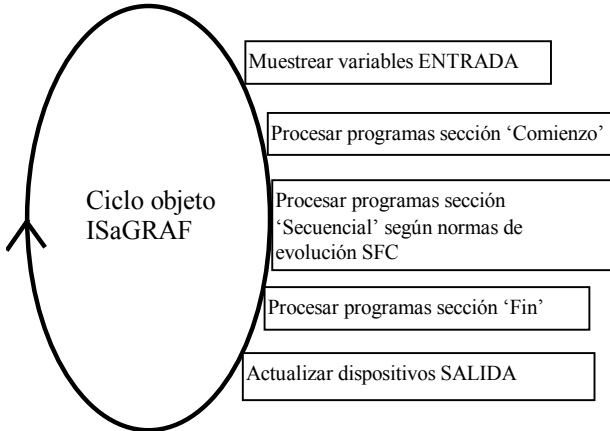 Muestrear variables ENTRADA
Procesar programas sección ‘Comienzo’
Ciclo objeto
ISaGRAF
Procesar programas sección
‘Secuencial’ según normas de
evolución SFC
Procesar programas sección ‘Fin’
Actualizar dispositivos SALIDA